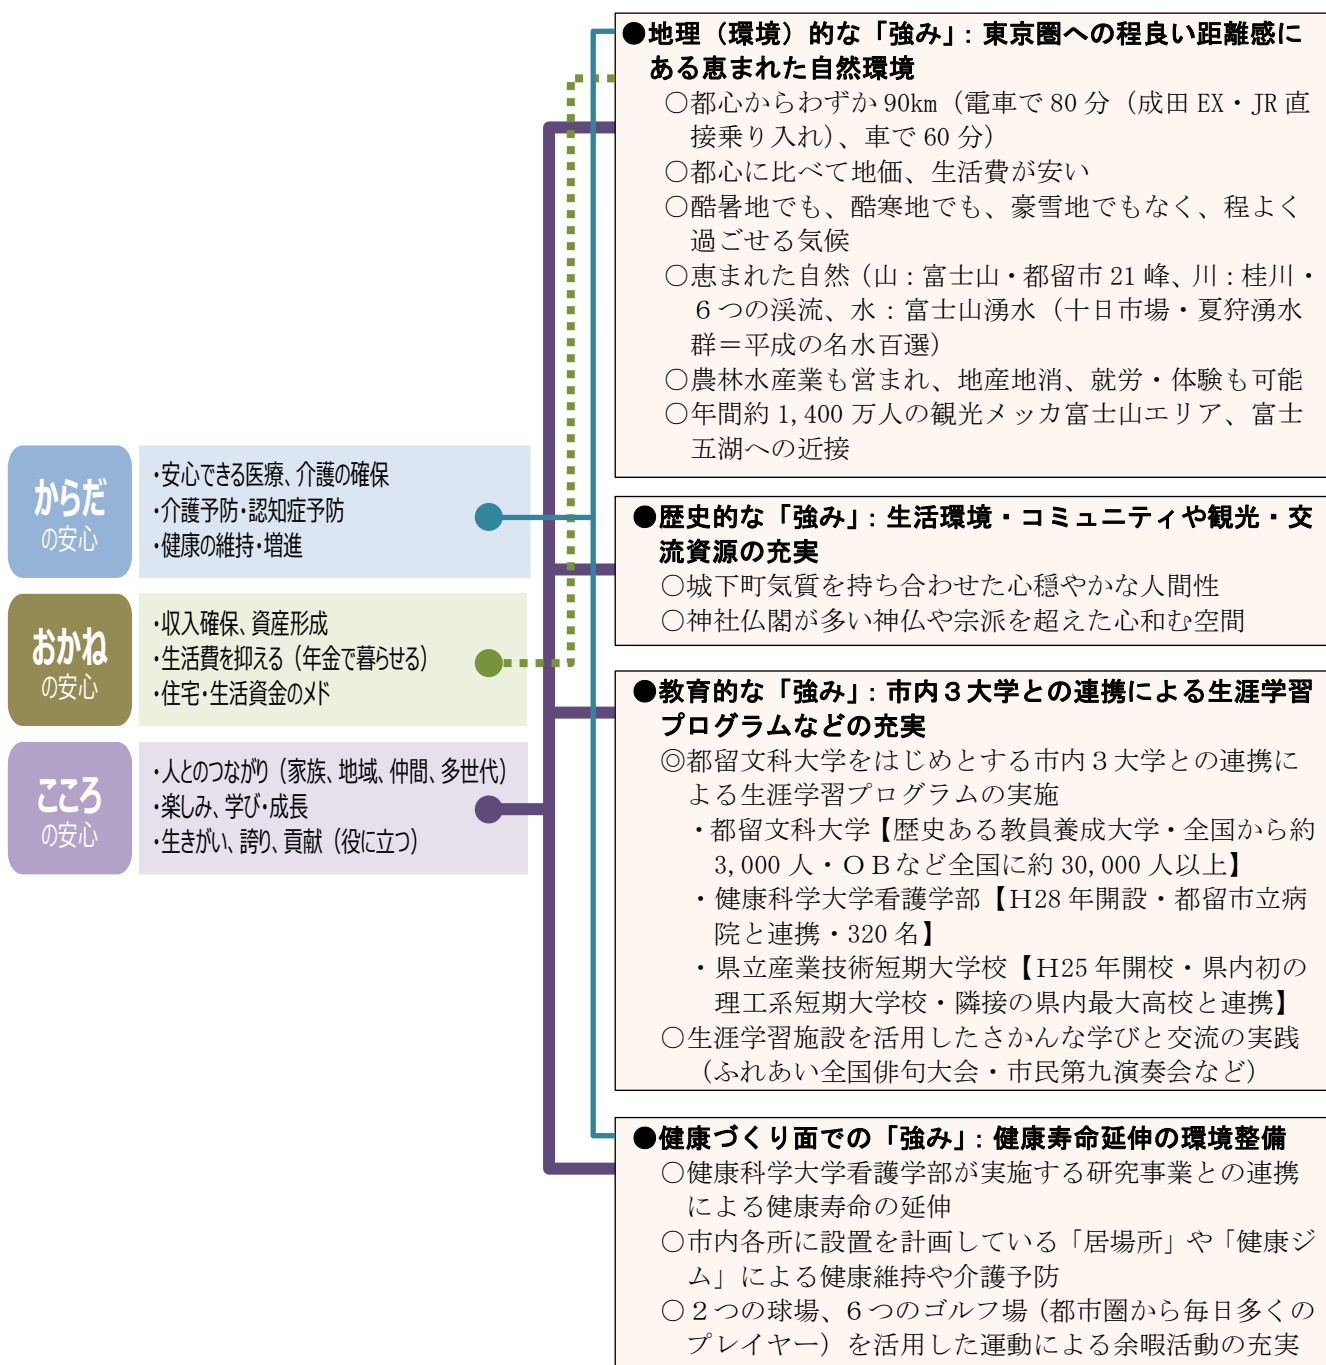 からだ
の安心
・安心できる医療、介護の確保
・介護予防・認知症予防
・健康の維持・増進
おかね
の安心
・収入確保、資産形成
・生活費を抑える（年金で暮らせる）
・住宅・生活資金のメド
こころ
の安心
・人とのつながり（家族、地域、仲間、多世代）
・楽しみ、学び・成長
・生きがい、誇り、貢献（役に立つ）
●地理（環境）的な「強み」：東京圏への程良い距離感に
ある恵まれた自然環境
○都心からわずか 90km（電車で 80 分（成田 EX・JR 直
接乗り入れ）、車で 60 分）
○都心に比べて地価、生活費が安い
○酷暑地でも、酷寒地でも、豪雪地でもなく、程よく
過ごせる気候
○恵まれた自然（山：富士山・都留市 21 峰、川：桂川・
６つの渓流、水：富士山湧水（十日市場・夏狩湧水
群＝平成の名水百選）
○農林水産業も営まれ、地産地消、就労・体験も可能
○年間約 1,400 万人の観光メッカ富士山エリア、富士
五湖への近接
●歴史的な「強み」：生活環境・コミュニティや観光・交
流資源の充実
○城下町気質を持ち合わせた心穏やかな人間性
○神社仏閣が多い神仏や宗派を超えた心和む空間
●教育的な「強み」：市内３大学との連携による生涯学習
プログラムなどの充実
◎都留文科大学をはじめとする市内３大学との連携に
よる生涯学習プログラムの実施
・都留文科大学【歴史ある教員養成大学・全国から約
3,000 人・ＯＢなど全国に約 30,000 人以上】
・健康科学大学看護学部【H28 年開設・都留市立病
院と連携・320 名】
・県立産業技術短期大学校【H25 年開校・県内初の
理工系短期大学校・隣接の県内最大高校と連携】
○生涯学習施設を活用したさかんな学びと交流の実践
（ふれあい全国俳句大会・市民第九演奏会など）
●健康づくり面での「強み」：健康寿命延伸の環境整備
○健康科学大学看護学部が実施する研究事業との連携
による健康寿命の延伸
○市内各所に設置を計画している「居場所」や「健康ジ
ム」による健康維持や介護予防
○２つの球場、６つのゴルフ場（都市圏から毎日多くの
プレイヤー）を活用した運動による余暇活動の充実